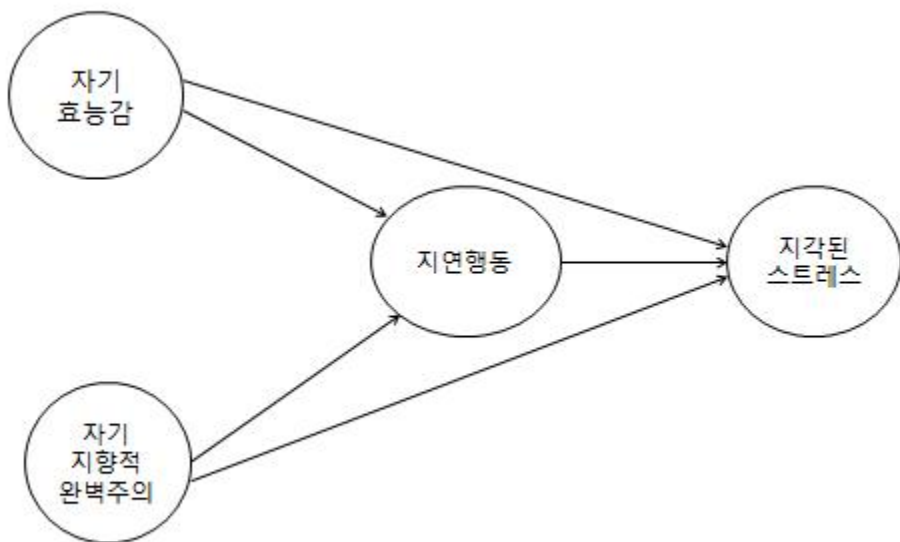 자기
효능감
지연행동
지각된
스트레스
자기
지향적
완벽주의